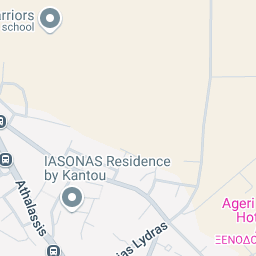 arriors
school
IASONAS Residence
by Kantou
Athalassis
ias Lydras
Ageri
Hot
ΞΕΝΟΔΟ